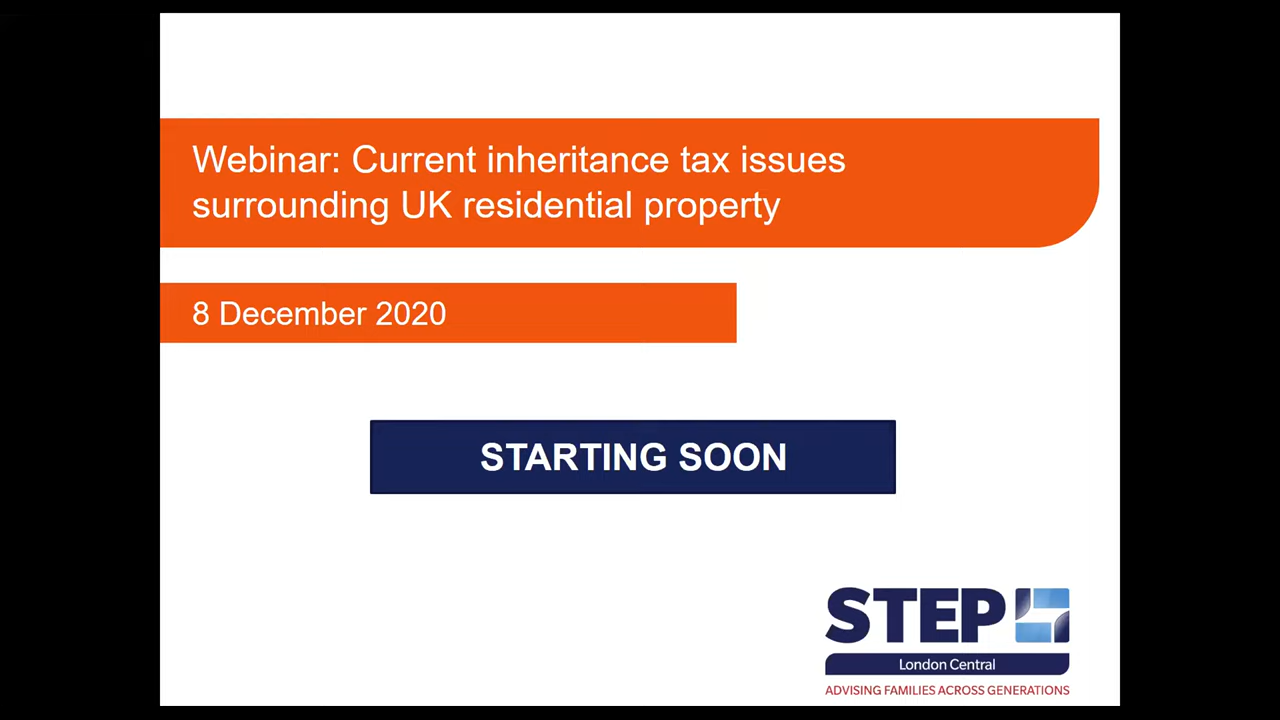 Webinar: Current inheritance tax issues
surrounding UK residential property
8 December 2020
STARTING SOON
STEP
London Central
ADVISING FAMILIES ACROSS GENERATIONS